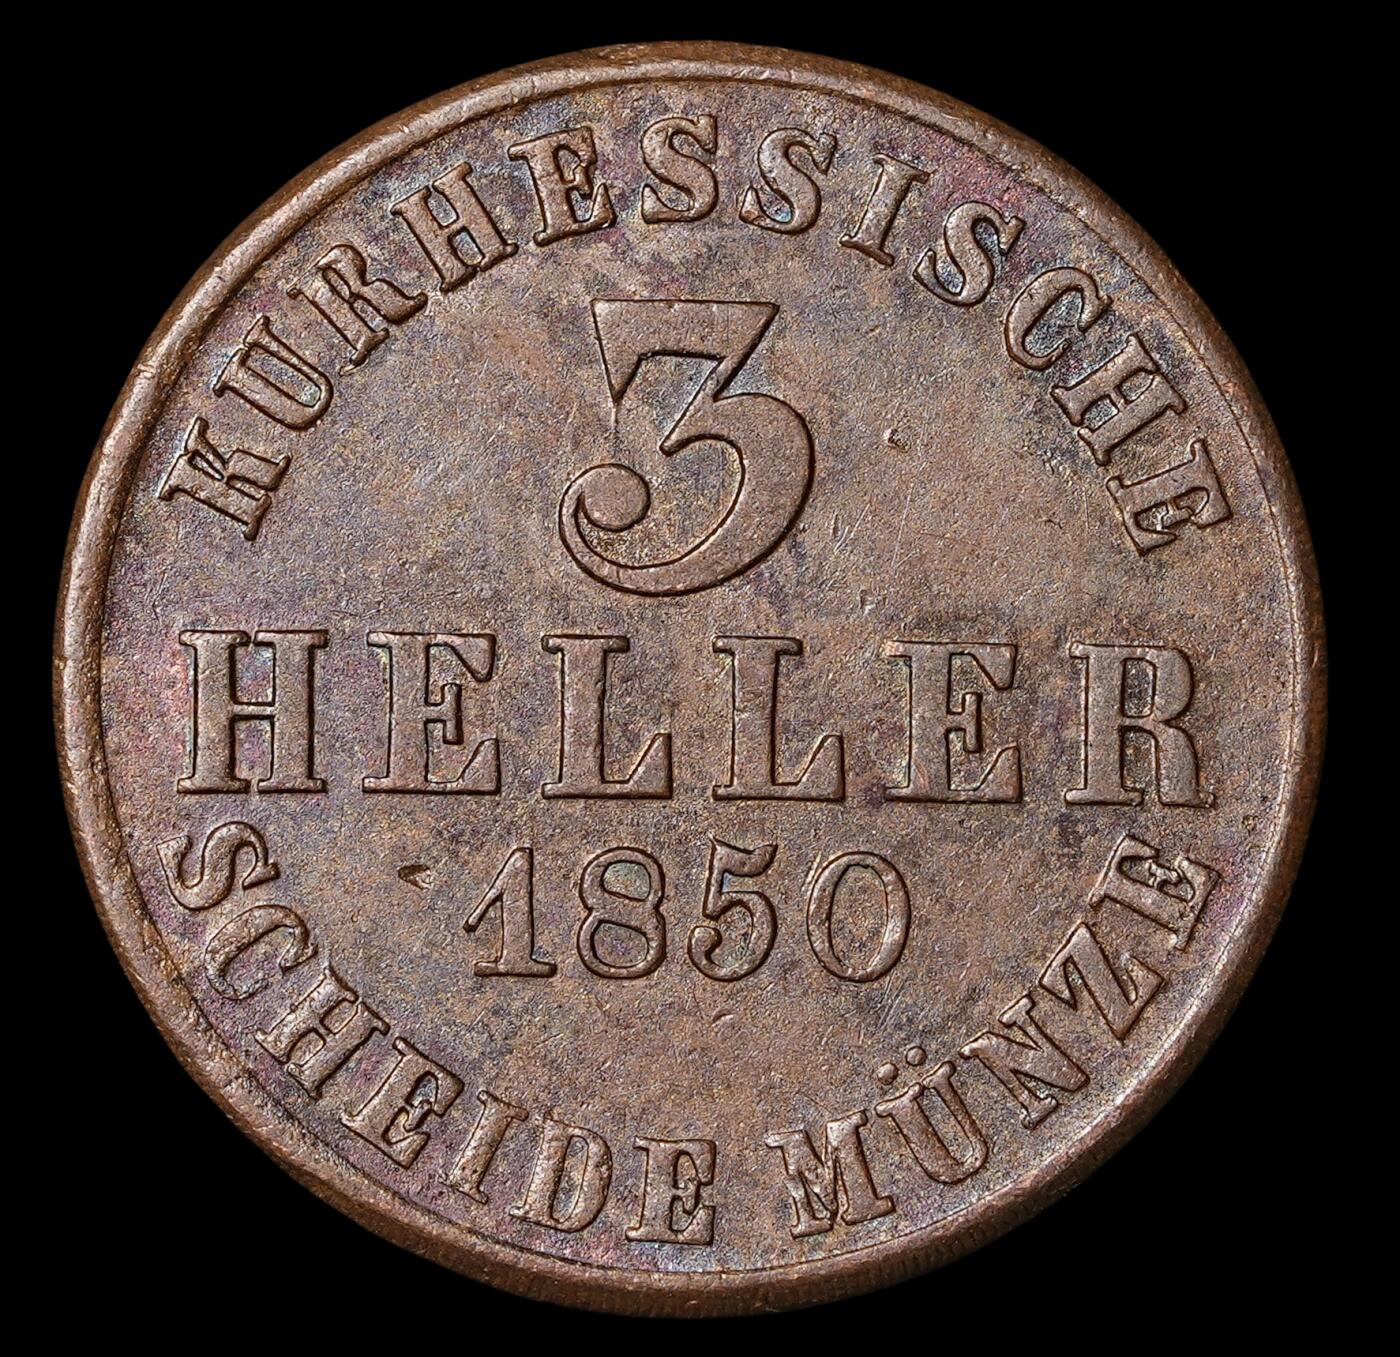 KURHESSISCHE
3
HELLER
1850
SCHEIDE MÜNZE